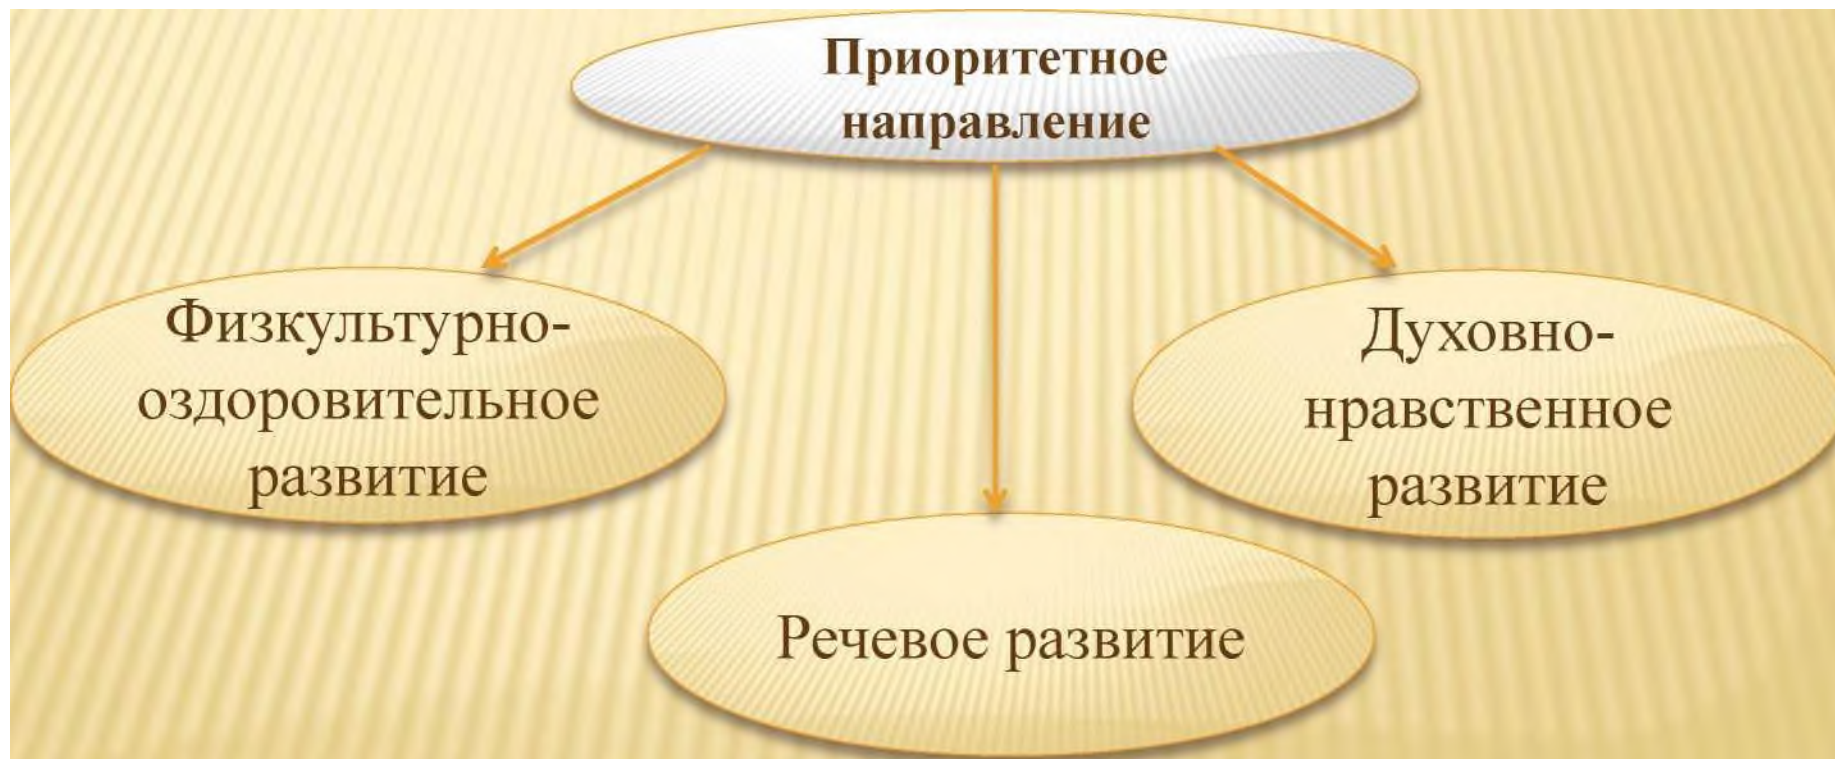 Приоритетное
направление
Физкультурно-
оздоровительное
развитие
Духовно-
нравственное
развитие
Речевое развитие